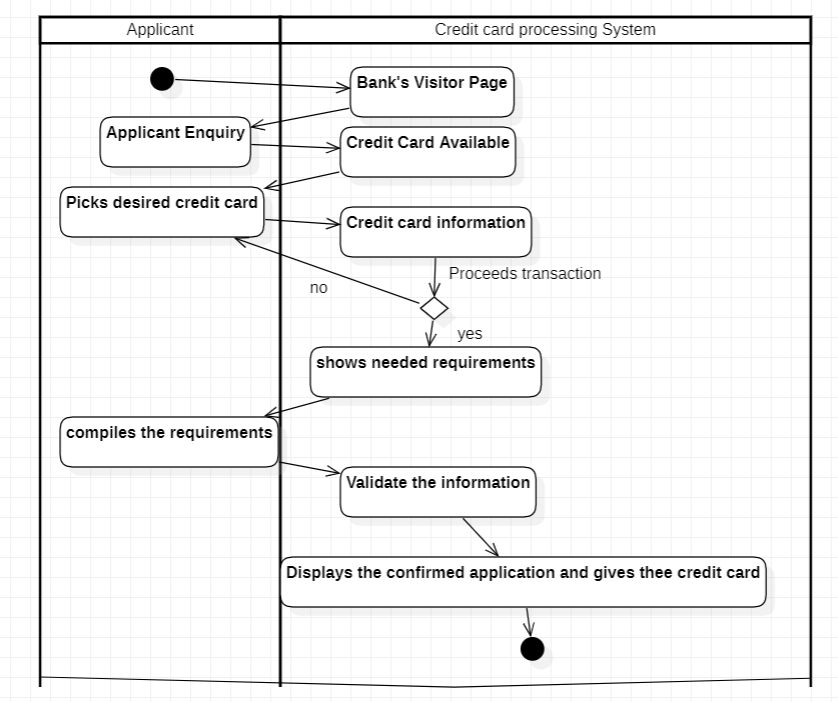 Applicant
Credit card processing System
Bank's Visitor Page
Applicant Enquiry
Credit Card Available
Picks desired credit card
Credit card information
Proceeds transaction
no
yes
shows needed requirements
compiles the requirements
Validate the information
Displays the confirmed application and gives thee credit card